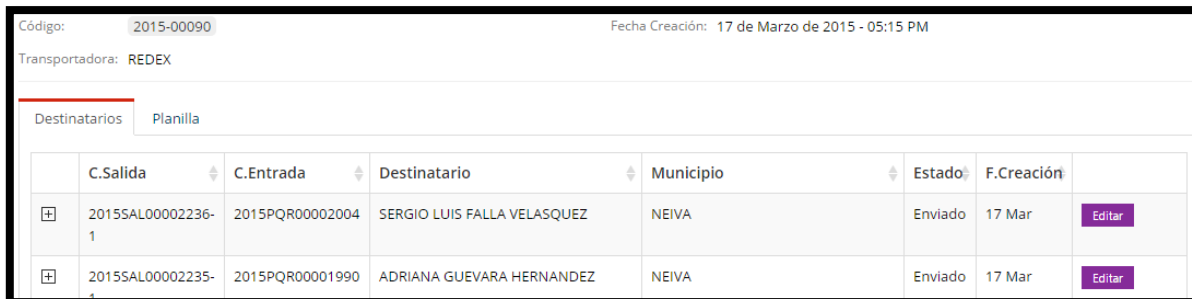 Código: 2015-00090 Fecha Creación: 17 de Marzo de 2015 - 05:15 PM
Transportadora: REDEX
Destinatarios Planilla
C.Salida C.Entrada Destinatario Municipio Estado F.Creación
2015SAL00002236- 2015PQR00002004 SERGIO LUIS FALLA VELASQUEZ NEIVA Enviado 17 Mar Editar
1
2015SAL00002235- 2015PQR00001990 ADRIANA GUEVARA HERNANDEZ NEIVA Enviado 17 Mar Editar
1